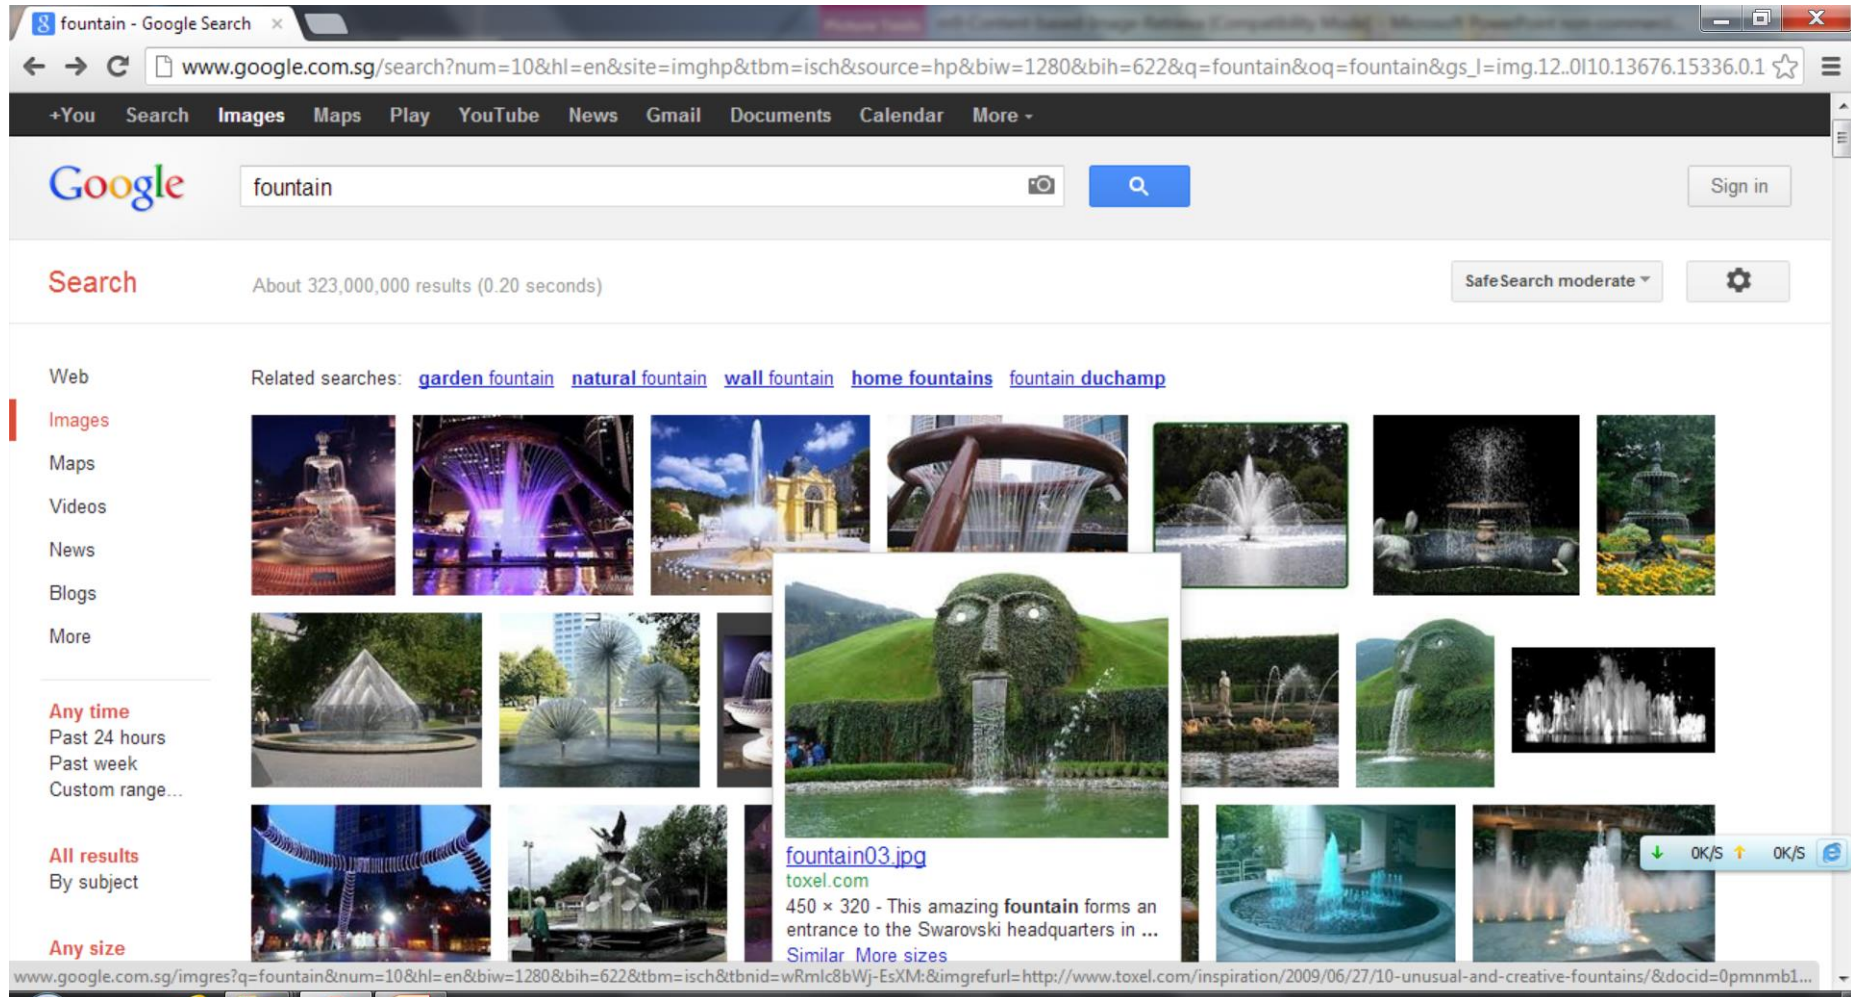 fountain - Google Search
www.google.com.sg/search?num=10&hl=en&site=imghp&tbm=isch&source=hp&biw=1280&bih=622&q=fountain&oq=fountain&gs_l=img.12..0l10.13676.15336.0.1
+You Search Images Maps Play YouTube News Gmail Documents Calendar More
Google
fountain
Sign in
Search
About 323,000,000 results (0.20 seconds)
SafeSearch moderate
Web
Related searches: garden fountain natural fountain wall fountain home fountains fountain duchamp
Images
Maps
Videos
News
Blogs
More
Any time
Past 24 hours
Past week
Custom range...
All results
By subject
Any size
fountain03.jpg
toxel.com
450 × 320 - This amazing fountain forms an
entrance to the Swarovski headquarters in ...
Similar More sizes
0K/S 0K/S
www.google.com.sg/imgres?q=fountain&num=10&hl=en&biw=1280&bih=622&tbm=isch&tbnid=wRmIc8bWj-EsXM:&imgrefurl=http://www.toxel.com/inspiration/2009/06/27/10-unusual-and-creative-fountains/&docid=0pmnmb1...